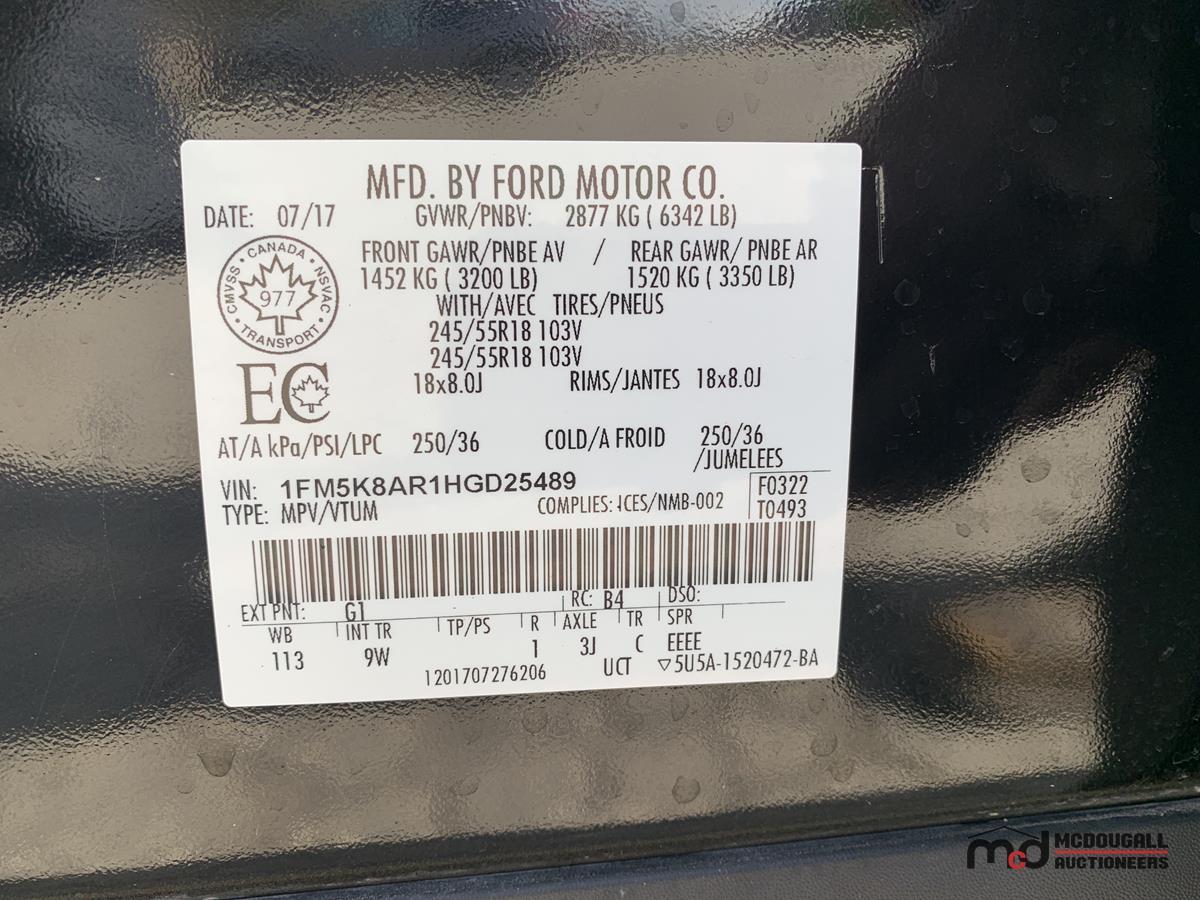 MFD. BY FORD MOTOR CO.
DATE: 07/17 GVWR/PNBV: 2877 KG ( 6342 LB)
FRONT GAWR/PNBE AV / REAR GAWR/ PNBE AR
1452 KG ( 3200 LB) 1520 KG ( 3350 LB)
WITH/AVEC TIRES/PNEUS
245/55R18 103V
245/55R18 103V
18x8.0J RIMS/JANTES 18x8.0J
CMVSS · CANADA · NSVAC · TRANSPORT ·
977
EC
AT/A kPa/PSI/LPC 250/36 COLD/A FROID 250/36
/JUMELEES
VIN: 1FM5K8AR1HGD25489 F0322
TYPE: MPV/VTUM COMPLIES: ICES/NMB-002 T0493
EXT PNT: G1 RC: B4 DSO:
WB INT TR TP/PS R AXLE TR SPR
113 9W 1 3J C EEEE
1201707276206 UCT ▽5U5A-1520472-BA
mcd MCDOUGALL
AUCTIONEERS